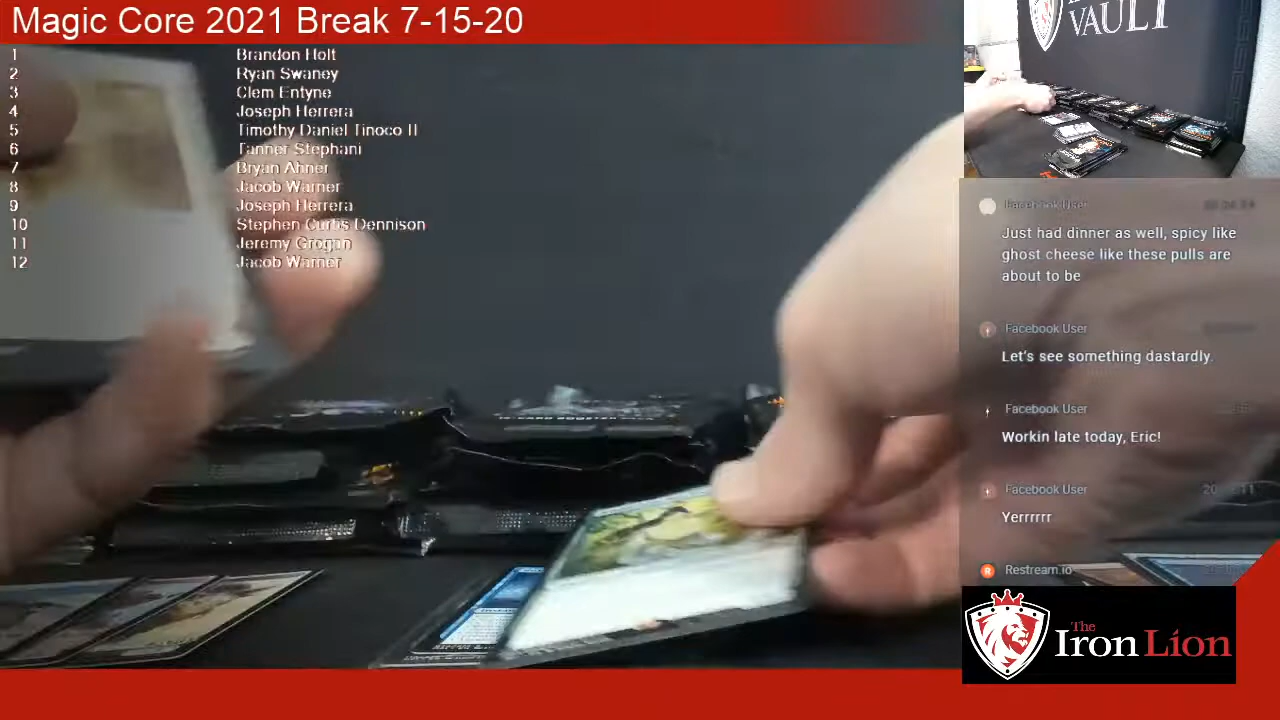 Magic Core 2021 Break 7-15-20
1 Brandon Holt
2 Ryan Swaney
3 Clem Entyne
4 Joseph Herrera
5 Timothy Daniel Tinoco II
6 Tanner Stephani
7 Bryan Ahner
8 Jacob Warner
9 Joseph Herrera
10 Stephen Curtis Dennison
11 Jeremy Grogan
12 Jacob Warner
VAULT
Facebook User
Just had dinner as well, spicy like
ghost cheese like these pulls are
about to be
Facebook User
Let's see something dastardly.
Facebook User
Workin late today, Eric!
Facebook User
Yerrrrrr
Restream.io
The
Iron Lion